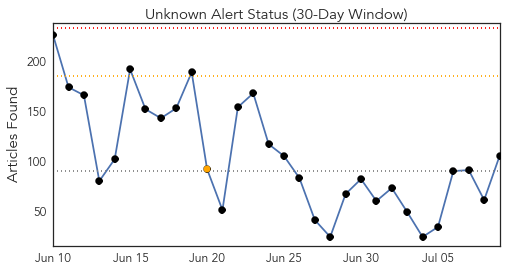 Unknown Alert Status (30-Day Window)
Articles Found
200
150
100
50
Jun 10
Jun 15
Jun 20
Jun 25
Jun 30
Jul 05